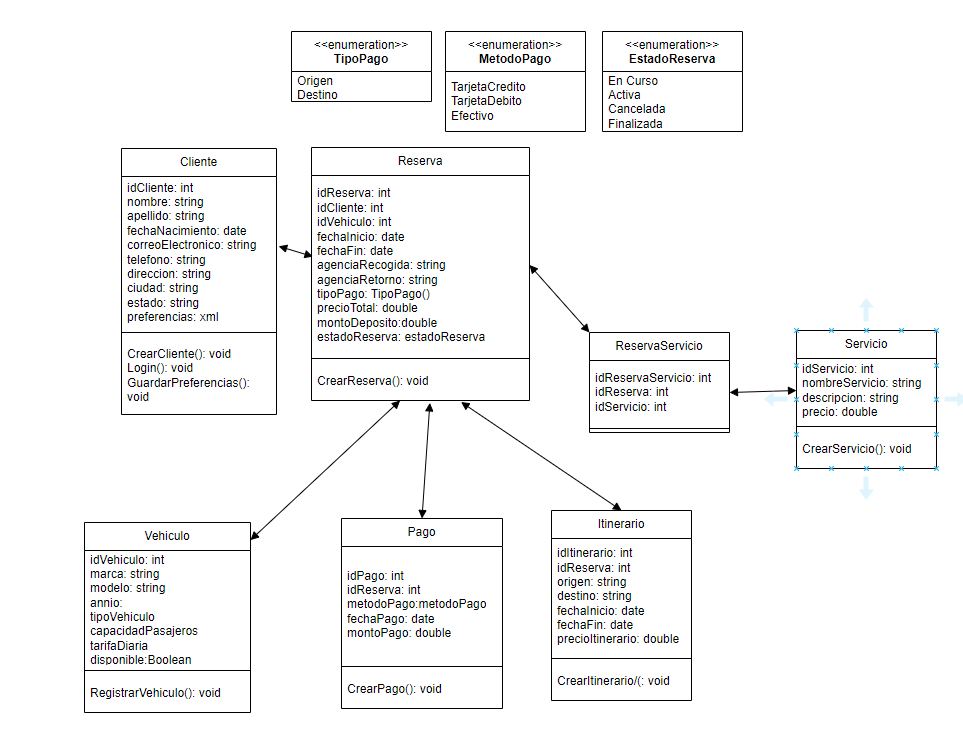 <<enumeration>>
TipoPago
Origen
Destino
<<enumeration>>
MetodoPago
TarjetaCredito
TarjetaDebito
Efectivo
<<enumeration>>
EstadoReserva
En Curso
Activa
Cancelada
Finalizada
Cliente
idCliente: int
nombre: string
apellido: string
fechaNacimiento: date
correoElectronico: string
telefono: string
direccion: string
ciudad: string
estado: string
preferencias: xml
CrearCliente(): void
Login(): void
GuardarPreferencias():
void
Reserva
idReserva: int
idCliente: int
idVehiculo: int
fechaInicio: date
fechaFin: date
agenciaRecogida: string
agenciaRetorno: string
tipoPago: TipoPago()
precioTotal: double
montoDeposito:double
estadoReserva: estadoReserva
CrearReserva(): void
ReservaServicio
idReservaServicio: int
idReserva: int
idServicio: int
Servicio
idServicio: int
nombreServicio: string
descripcion: string
precio: double
CrearServicio(): void
Vehiculo
idVehiculo: int
marca: string
modelo: string
annio:
tipoVehiculo
capacidadPasajeros
tarifaDiaria
disponible:Boolean
RegistrarVehiculo(): void
Pago
idPago: int
idReserva: int
metodoPago:metodoPago
fechaPago: date
montoPago: double
CrearPago(): void
Itinerario
idItinerario: int
idReserva: int
origen: string
destino: string
fechaInicio: date
fechaFin: date
precioItinerario: double
CrearItinerario/(: void